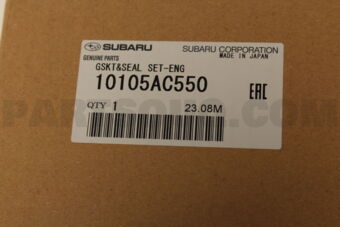 SUBARU SUBARU CORPORATION
GENUINE PARTS MADE IN JAPAN
GSKT&SEAL SET-ENG
10105AC550
EAC
QTY 1 23.08M